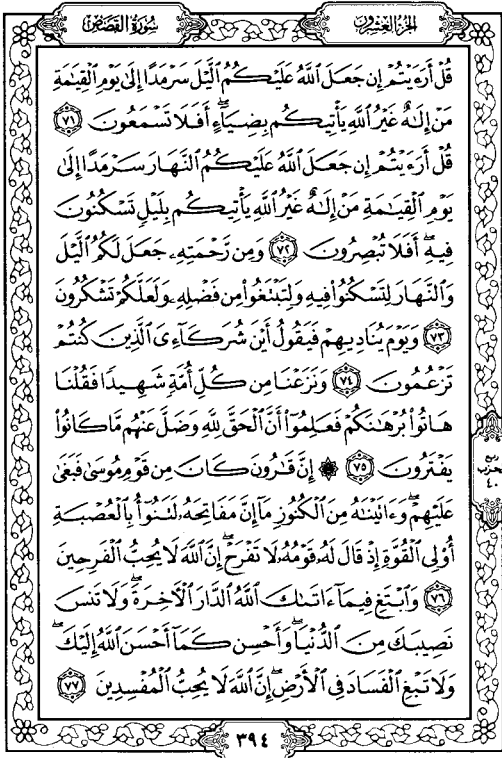 سُورَةُ القَصَصِ
الجُزْءُ العِشْرُونَ
قُلْ أَرَءَيْتُمْ إِن جَعَلَ ٱللَّهُ عَلَيْكُمُ ٱلَّيْلَ سَرْمَدًا إِلَىٰ يَوْمِ ٱلْقِيَٰمَةِ
مَنْ إِلَٰهٌ غَيْرُ ٱللَّهِ يَأْتِيكُم بِضِيَآءٍ أَفَلَا تَسْمَعُونَ ٧١
قُلْ أَرَءَيْتُمْ إِن جَعَلَ ٱللَّهُ عَلَيْكُمُ ٱلنَّهَارَ سَرْمَدًا إِلَىٰ
يَوْمِ ٱلْقِيَٰمَةِ مَنْ إِلَٰهٌ غَيْرُ ٱللَّهِ يَأْتِيكُم بِلَيْلٍ تَسْكُنُونَ
فِيهِ أَفَلَا تُبْصِرُونَ ٧٢ وَمِن رَّحْمَتِهِۦ جَعَلَ لَكُمُ ٱلَّيْلَ
وَٱلنَّهَارَ لِتَسْكُنُوا۟ فِيهِ وَلِتَبْتَغُوا۟ مِن فَضْلِهِۦ وَلَعَلَّكُمْ تَشْكُرُونَ
٧٣ وَيَوْمَ يُنَادِيهِمْ فَيَقُولُ أَيْنَ شُرَكَآءِىَ ٱلَّذِينَ كُنتُمْ
تَزْعُمُونَ ٧٤ وَنَزَعْنَا مِن كُلِّ أُمَّةٍ شَهِيدًا فَقُلْنَا
هَاتُوا۟ بُرْهَٰنَكُمْ فَعَلِمُوٓا۟ أَنَّ ٱلْحَقَّ لِلَّهِ وَضَلَّ عَنْهُم مَّا كَانُوا۟
يَفْتَرُونَ ٧٥ ۞ إِنَّ قَٰرُونَ كَانَ مِن قَوْمِ مُوسَىٰ فَبَغَىٰ
عَلَيْهِمْ وَءَاتَيْنَٰهُ مِنَ ٱلْكُنُوزِ مَآ إِنَّ مَفَاتِحَهُۥ لَتَنُوٓأُ بِٱلْعُصْبَةِ
أُو۟لِى ٱلْقُوَّةِ إِذْ قَالَ لَهُۥ قَوْمُهُۥ لَا تَفْرَحْ إِنَّ ٱللَّهَ لَا يُحِبُّ ٱلْفَرِحِينَ
٧٦ وَٱبْتَغِ فِيمَآ ءَاتَىٰكَ ٱللَّهُ ٱلدَّارَ ٱلْءَاخِرَةَ وَلَا تَنسَ
نَصِيبَكَ مِنَ ٱلدُّنْيَا وَأَحْسِن كَمَآ أَحْسَنَ ٱللَّهُ إِلَيْكَ
وَلَا تَبْغِ ٱلْفَسَادَ فِى ٱلْأَرْضِ إِنَّ ٱللَّهَ لَا يُحِبُّ ٱلْمُفْسِدِينَ ٧٧
ربع
حزب
٤٠
٣٩٤